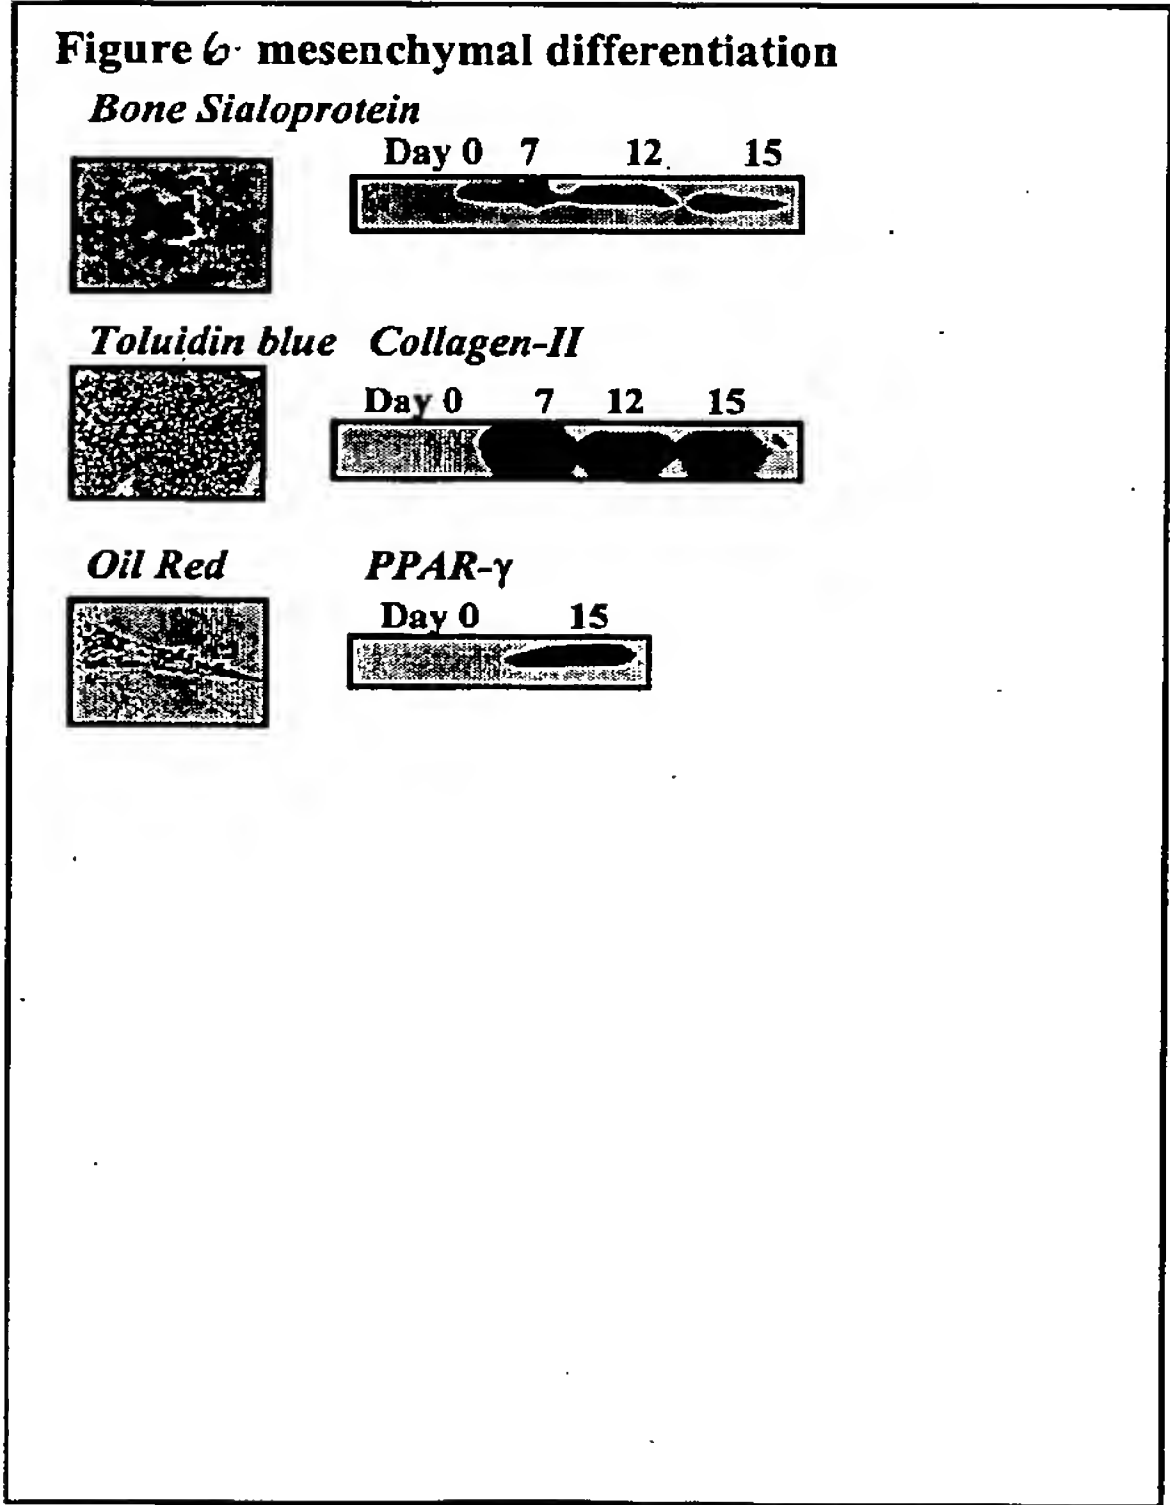 Figure 6. mesenchymal differentiation
Bone Sialoprotein
Day 0 7 12 15
Toluidin blue Collagen-II
Day 0 7 12 15
Oil Red PPAR-γ
Day 0 15